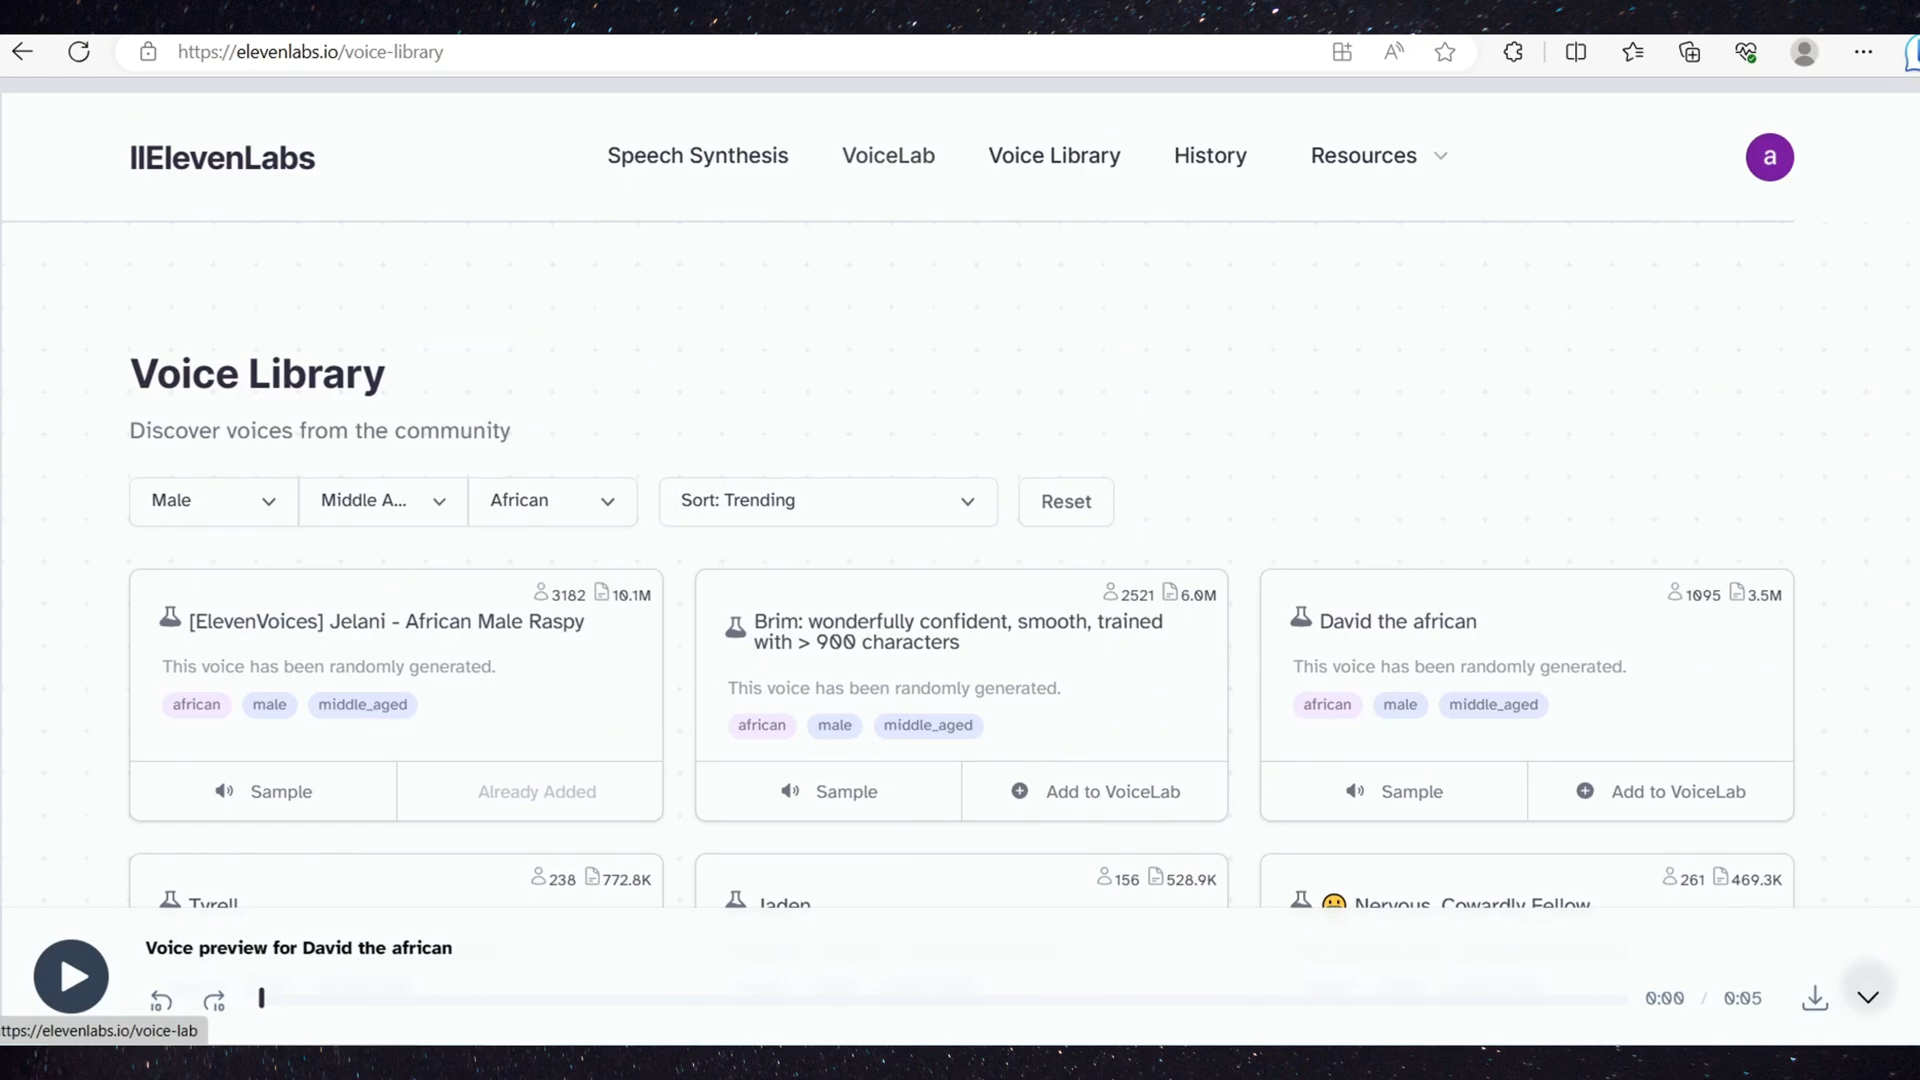 https://elevenlabs.io/voice-library
IIElevenLabs
Speech Synthesis
VoiceLab
Voice Library
History
Resources
a
Voice Library
Discover voices from the community
Male
Middle A...
African
Sort: Trending
Reset
3182 10.1M
[ElevenVoices] Jelani - African Male Raspy
This voice has been randomly generated.
african male middle_aged
Sample
Already Added
2521 6.0M
Brim: wonderfully confident, smooth, trained
with > 900 characters
This voice has been randomly generated.
african male middle_aged
Sample
Add to VoiceLab
1095 3.5M
David the african
This voice has been randomly generated.
african male middle_aged
Sample
Add to VoiceLab
238 772.8K
Tyrell
156 528.9K
Jaden
261 469.3K
Nervous, Cowardly Fellow
Voice preview for David the african
10
10
0:00 / 0:05
ttps://elevenlabs.io/voice-lab